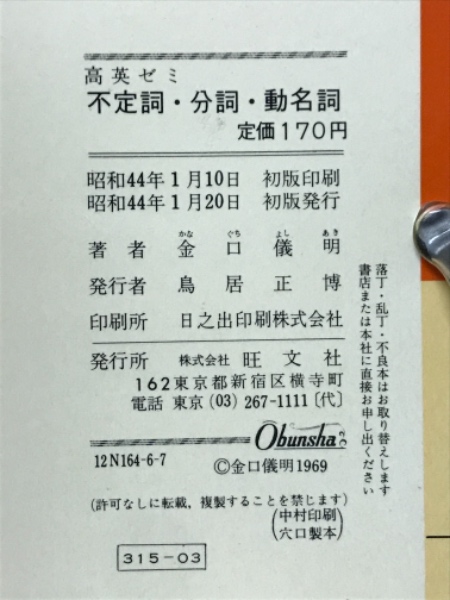 高英ゼミ
不定詞・分詞・動名詞
定価170円
昭和44年1月10日 初版印刷
昭和44年1月20日 初版発行
かな ぐち よし あき
著者 金口儀明
発行者 鳥居正博
印刷所 日之出印刷株式会社
発行所 株式会社 旺文社
162東京都新宿区横寺町
電話 東京(03)267-1111〔代〕
Obunsha
12N164-6-7
©金口儀明1969
(許可なしに転載,複製することを禁じます)
(中村印刷
穴口製本)
315-03
落丁・乱丁・不良本はお取り替えします
書店または本社に直接お申し出ください